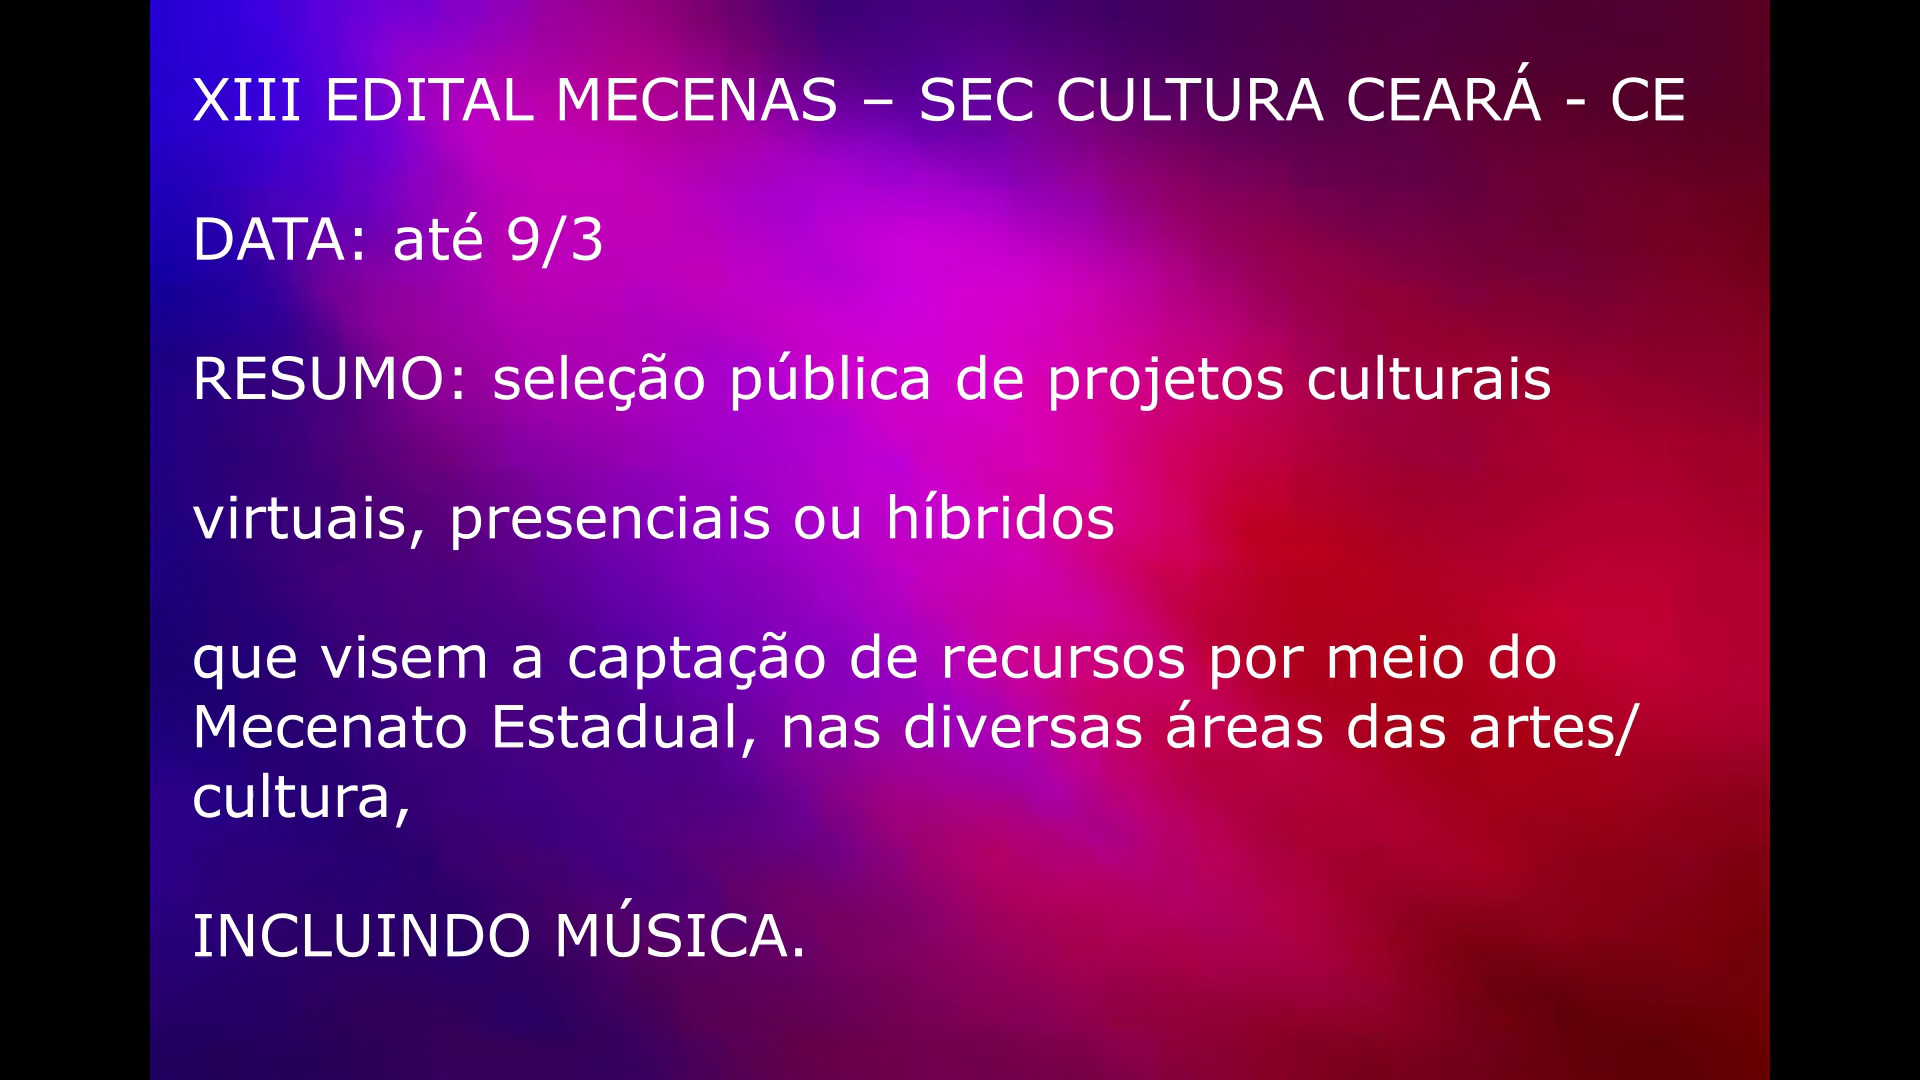 XIII EDITAL MECENAS – SEC CULTURA CEARÁ - CE
DATA: até 9/3
RESUMO: seleção pública de projetos culturais
virtuais, presenciais ou híbridos
que visem a captação de recursos por meio do
Mecenato Estadual, nas diversas áreas das artes/
cultura,
INCLUINDO MÚSICA.